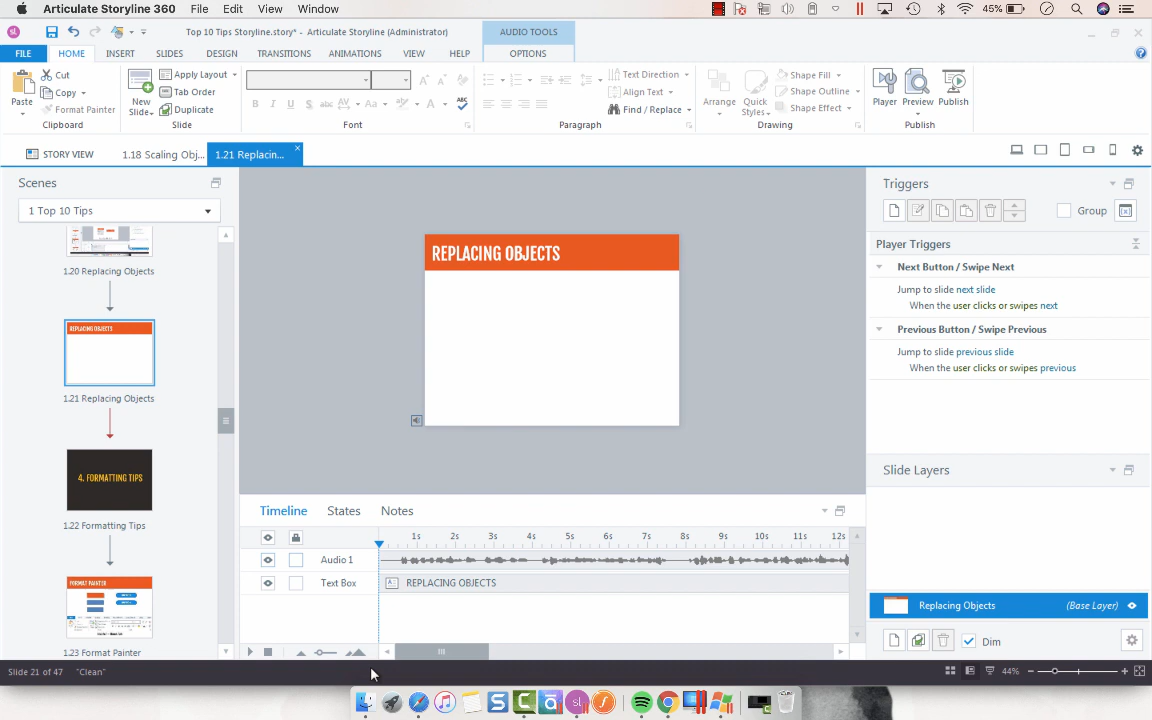 Articulate Storyline 360 File Edit View Window 45%
Top 10 Tips Storyline.story* - Articulate Storyline (Administrator) AUDIO TOOLS
FILE HOME INSERT SLIDES DESIGN TRANSITIONS ANIMATIONS VIEW HELP OPTIONS
Paste Cut Copy Format Painter
Clipboard
New Slide Apply Layout Tab Order Duplicate
Slide
Font
Text Direction Align Text Find / Replace
Paragraph
Arrange Quick Styles Shape Fill Shape Outline Shape Effect
Drawing
Player Preview Publish
Publish
STORY VIEW 1.18 Scaling Obj... 1.21 Replacin...
Scenes
1 Top 10 Tips
1.20 Replacing Objects
REPLACING OBJECTS
1.21 Replacing Objects
4. FORMATTING TIPS
1.22 Formatting Tips
FORMAT PAINTER
1.23 Format Painter
REPLACING OBJECTS
Timeline States Notes
1s 2s 3s 4s 5s 6s 7s 8s 9s 10s 11s 12s
Audio 1
Text Box REPLACING OBJECTS
Triggers
Group
Player Triggers
Next Button / Swipe Next
Jump to slide next slide
When the user clicks or swipes next
Previous Button / Swipe Previous
Jump to slide previous slide
When the user clicks or swipes previous
Slide Layers
Replacing Objects (Base Layer)
Dim
Slide 21 of 47 "Clean" 44%